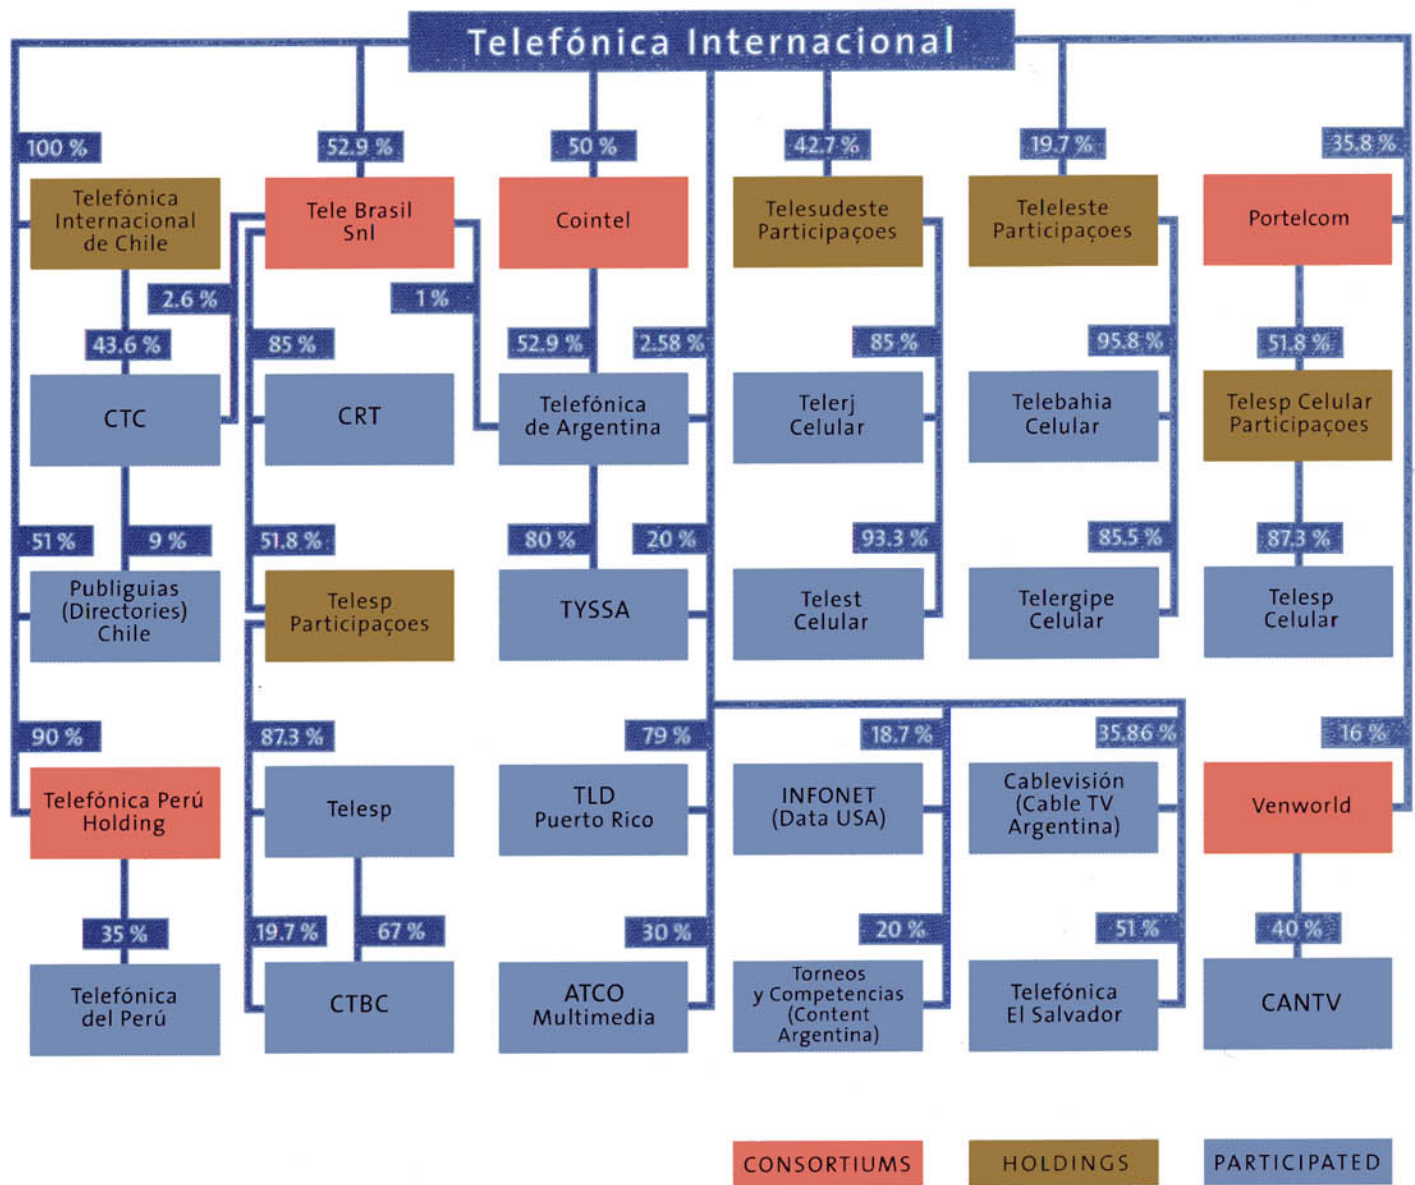 Telefónica Internacional
100 %
52.9 %
50 %
42.7 %
19.7 %
35.8 %
Telefónica
Internacional
de Chile
Tele Brasil
Snl
Cointel
Telesudeste
Participaçoes
Teleleste
Participaçoes
Portelcom
2.6 %
1 %
43.6 %
85 %
52.9 %
2.58 %
85 %
95.8 %
51.8 %
CTC
CRT
Telefónica
de Argentina
Telerj
Celular
Telebahia
Celular
Telesp Celular
Participaçoes
51 %
9 %
51.8 %
80 %
20 %
93.3 %
85.5 %
87.3 %
Publiguias
(Directories)
Chile
Telesp
Participaçoes
TYSSA
Telest
Celular
Telergipe
Celular
Telesp
Celular
90 %
87.3 %
79 %
18.7 %
35.86 %
16 %
Telefónica Perú
Holding
Telesp
TLD
Puerto Rico
INFONET
(Data USA)
Cablevisión
(Cable TV
Argentina)
Venworld
35 %
19.7 %
67 %
30 %
20 %
51 %
40 %
Telefónica
del Perú
CTBC
ATCO
Multimedia
Torneos
y Competencias
(Content
Argentina)
Telefónica
El Salvador
CANTV
CONSORTIUMS
HOLDINGS
PARTICIPATED